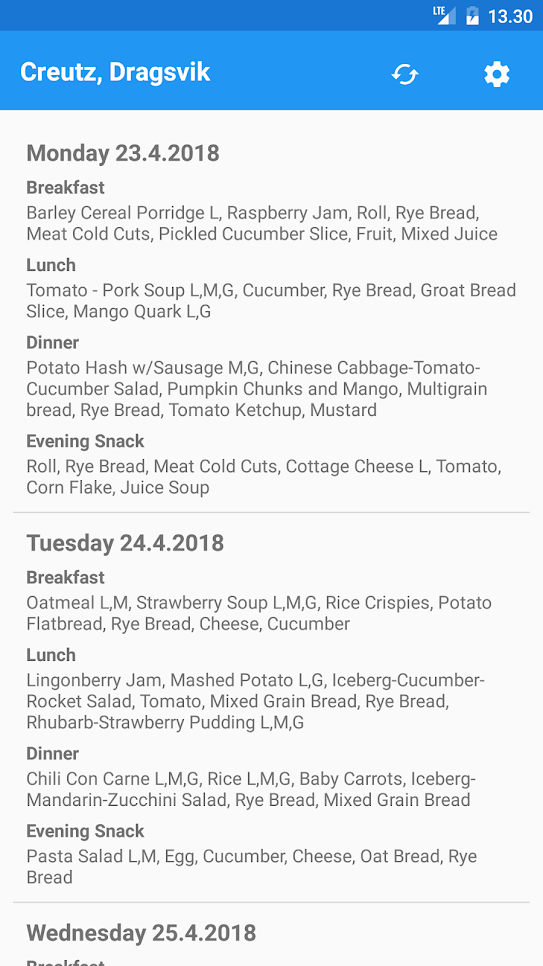 LTE 13.30
Creutz, Dragsvik
Monday 23.4.2018
Breakfast
Barley Cereal Porridge L, Raspberry Jam, Roll, Rye Bread,
Meat Cold Cuts, Pickled Cucumber Slice, Fruit, Mixed Juice
Lunch
Tomato - Pork Soup L,M,G, Cucumber, Rye Bread, Groat Bread
Slice, Mango Quark L,G
Dinner
Potato Hash w/Sausage M,G, Chinese Cabbage-Tomato-
Cucumber Salad, Pumpkin Chunks and Mango, Multigrain
bread, Rye Bread, Tomato Ketchup, Mustard
Evening Snack
Roll, Rye Bread, Meat Cold Cuts, Cottage Cheese L, Tomato,
Corn Flake, Juice Soup
Tuesday 24.4.2018
Breakfast
Oatmeal L,M, Strawberry Soup L,M,G, Rice Crispies, Potato
Flatbread, Rye Bread, Cheese, Cucumber
Lunch
Lingonberry Jam, Mashed Potato L,G, Iceberg-Cucumber-
Rocket Salad, Tomato, Mixed Grain Bread, Rye Bread,
Rhubarb-Strawberry Pudding L,M,G
Dinner
Chili Con Carne L,M,G, Rice L,M,G, Baby Carrots, Iceberg-
Mandarin-Zucchini Salad, Rye Bread, Mixed Grain Bread
Evening Snack
Pasta Salad L,M, Egg, Cucumber, Cheese, Oat Bread, Rye
Bread
Wednesday 25.4.2018
Breakfast